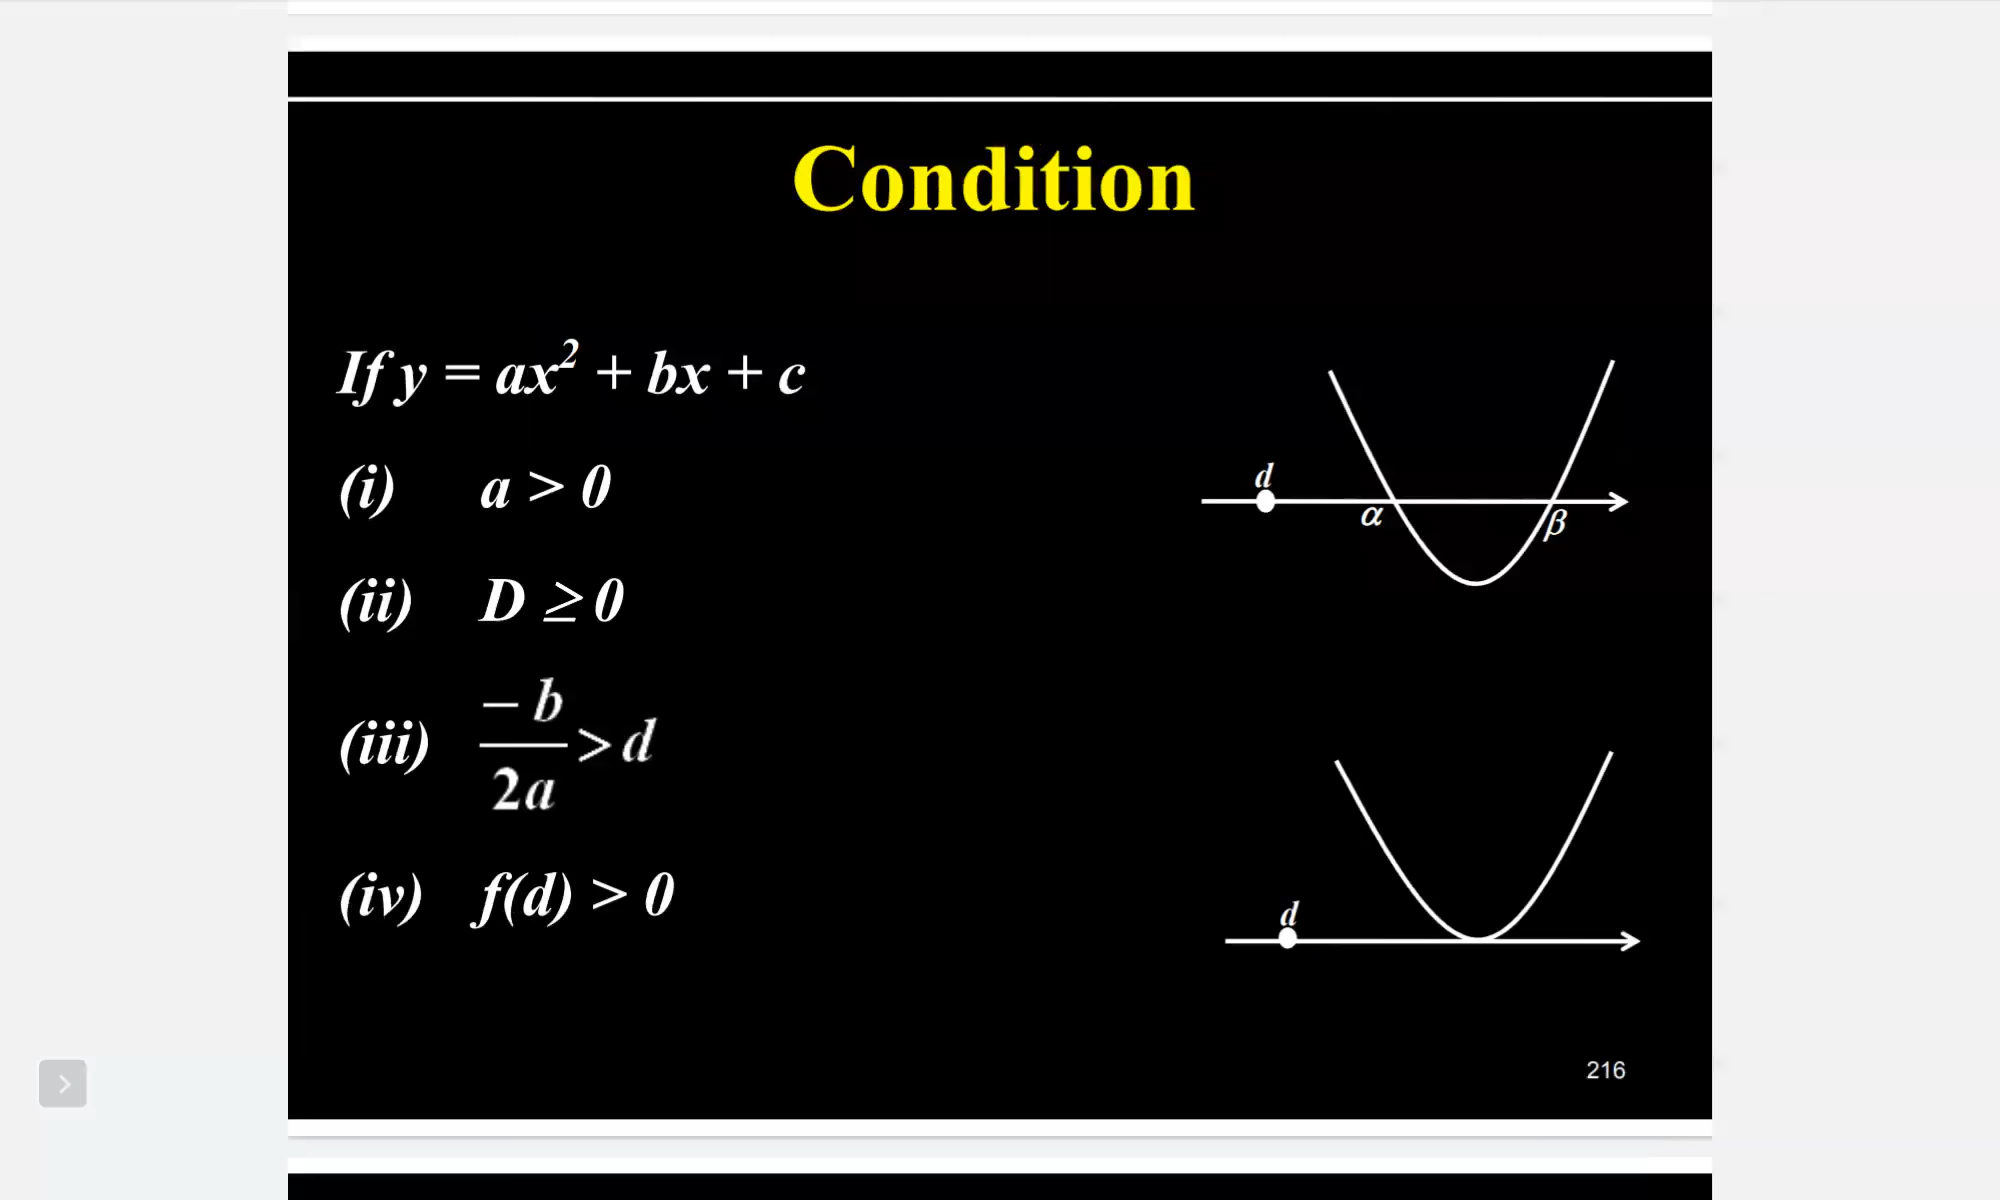 Condition
If y = ax² + bx + c
(i) a > 0
(ii) D ≥ 0
(iii) −b/2a > d
(iv) f(d) > 0
d
α
β
d
216